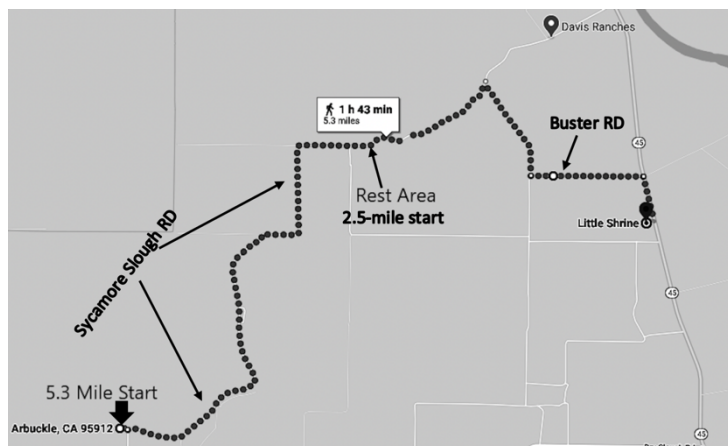 Davis Ranches
1 h 43 min
5.3 miles
45
Buster RD
Rest Area
2.5-mile start
Little Shrine
Sycamore Slough RD
45
5.3 Mile Start
Arbuckle, CA 95912
45